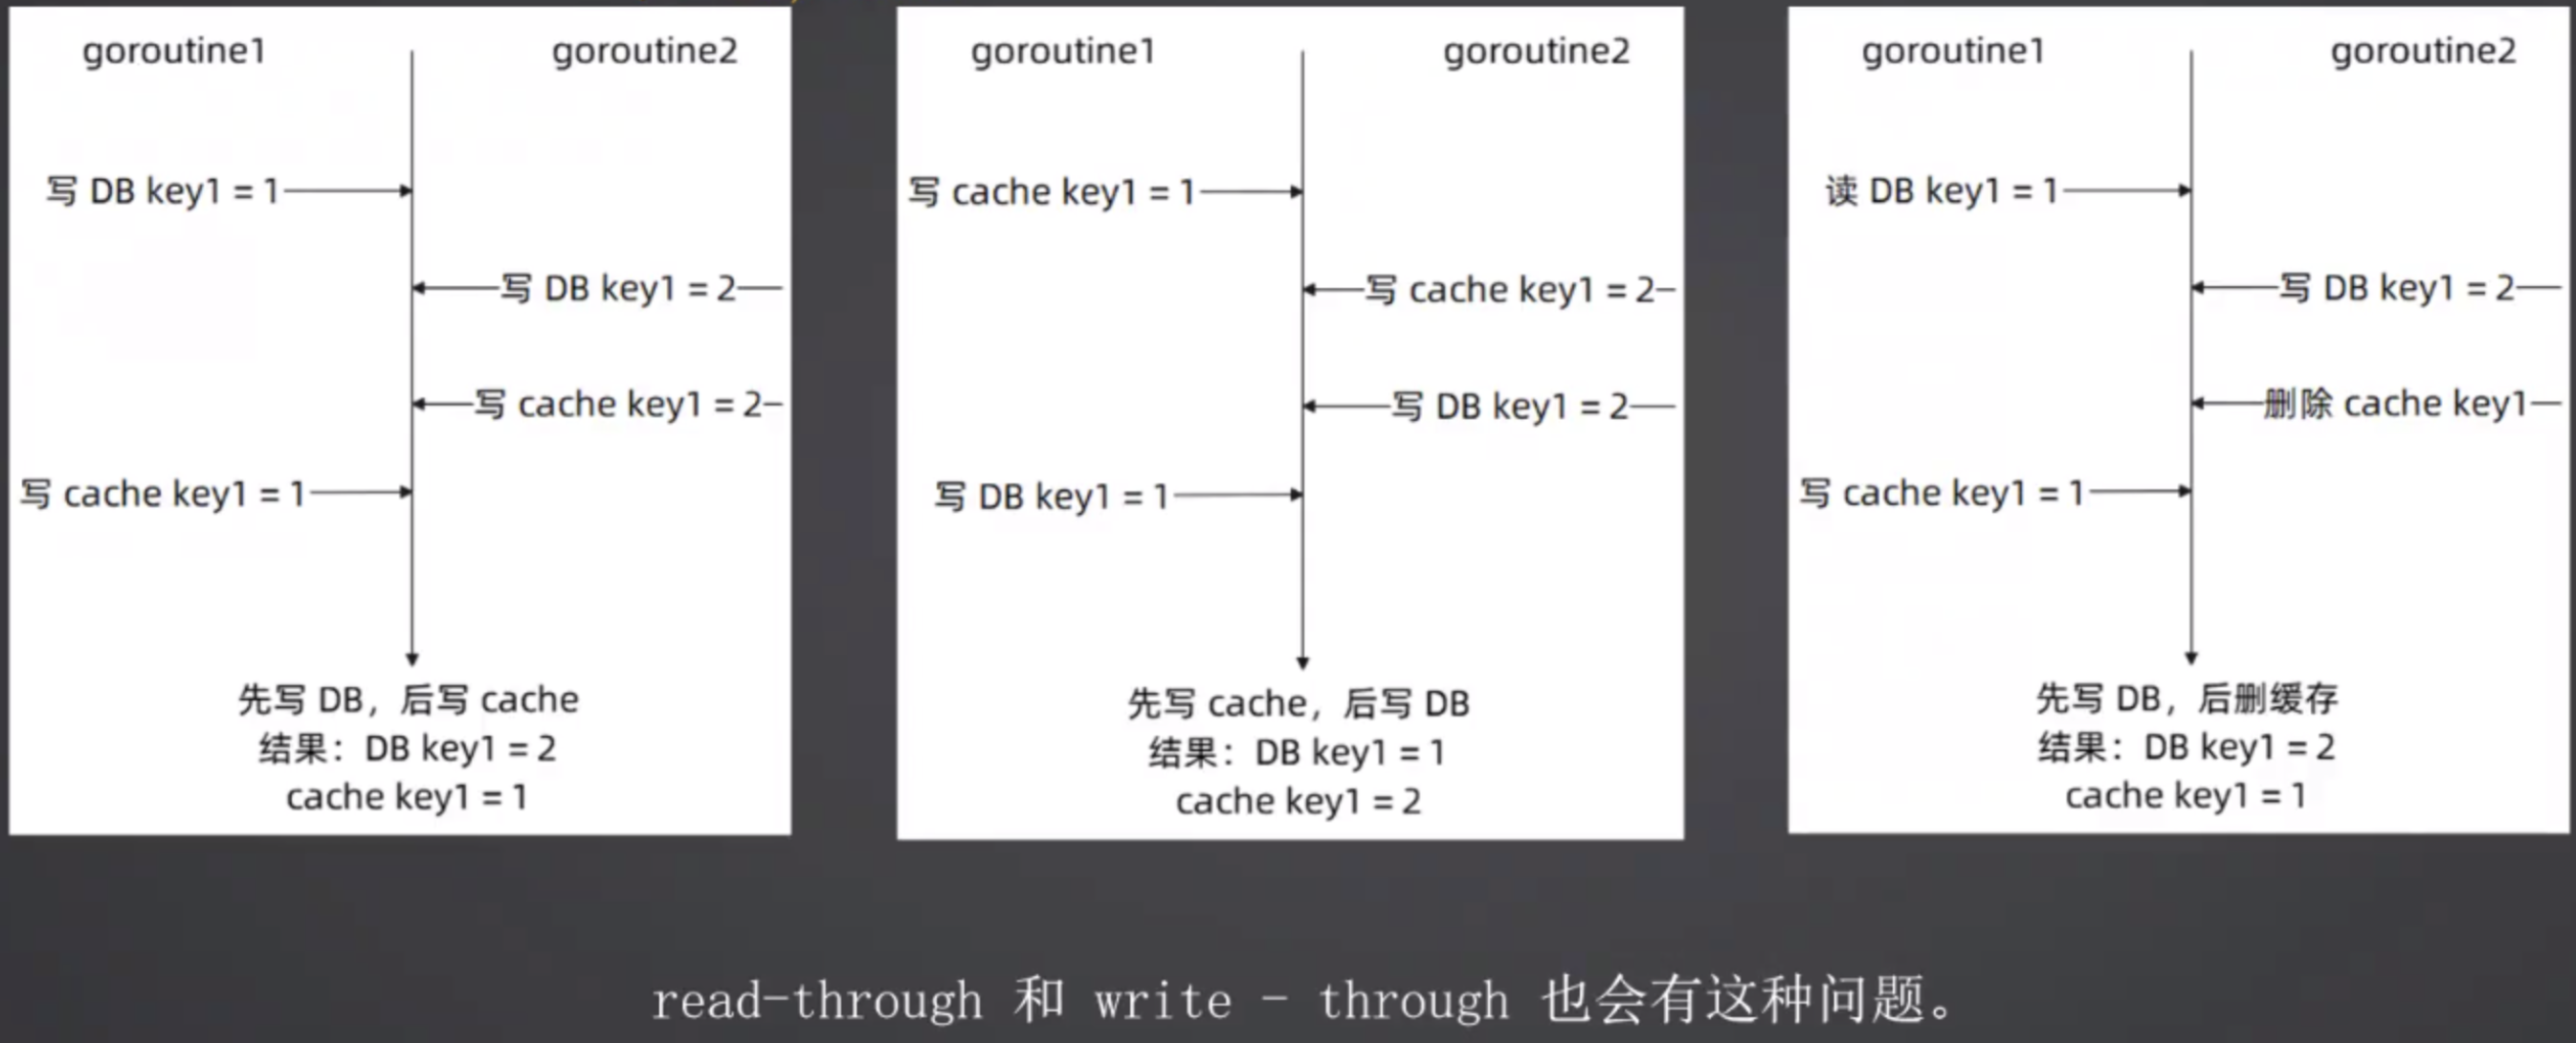 goroutine1
goroutine2
写 DB key1 = 1
写 DB key1 = 2
写 cache key1 = 2
写 cache key1 = 1
先写 DB，后写 cache
结果：DB key1 = 2
cache key1 = 1
goroutine1
goroutine2
写 cache key1 = 1
写 cache key1 = 2
写 DB key1 = 2
写 DB key1 = 1
先写 cache，后写 DB
结果：DB key1 = 1
cache key1 = 2
goroutine1
goroutine2
读 DB key1 = 1
写 DB key1 = 2
删除 cache key1
写 cache key1 = 1
先写 DB，后删缓存
结果：DB key1 = 2
cache key1 = 1
read-through 和 write - through 也会有这种问题。